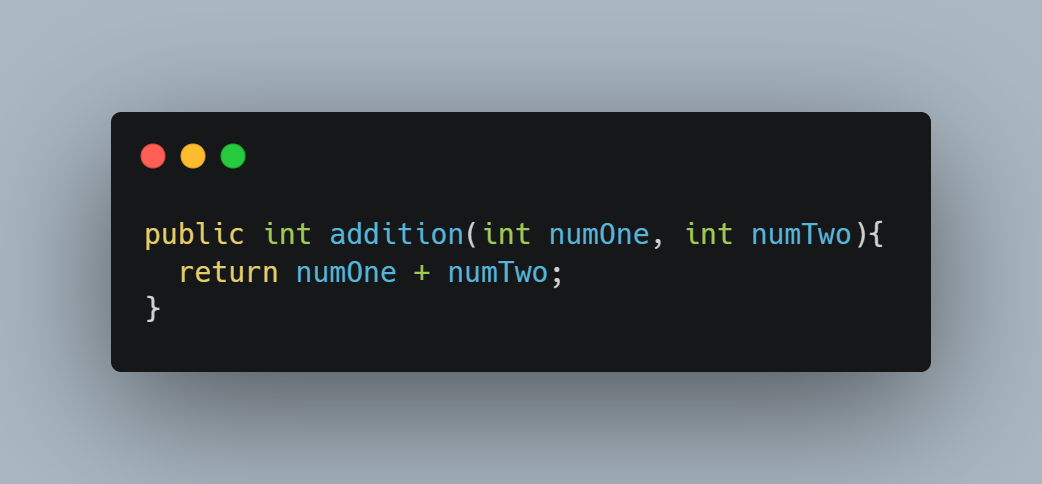 public int addition(int numOne, int numTwo){
  return numOne + numTwo;
}